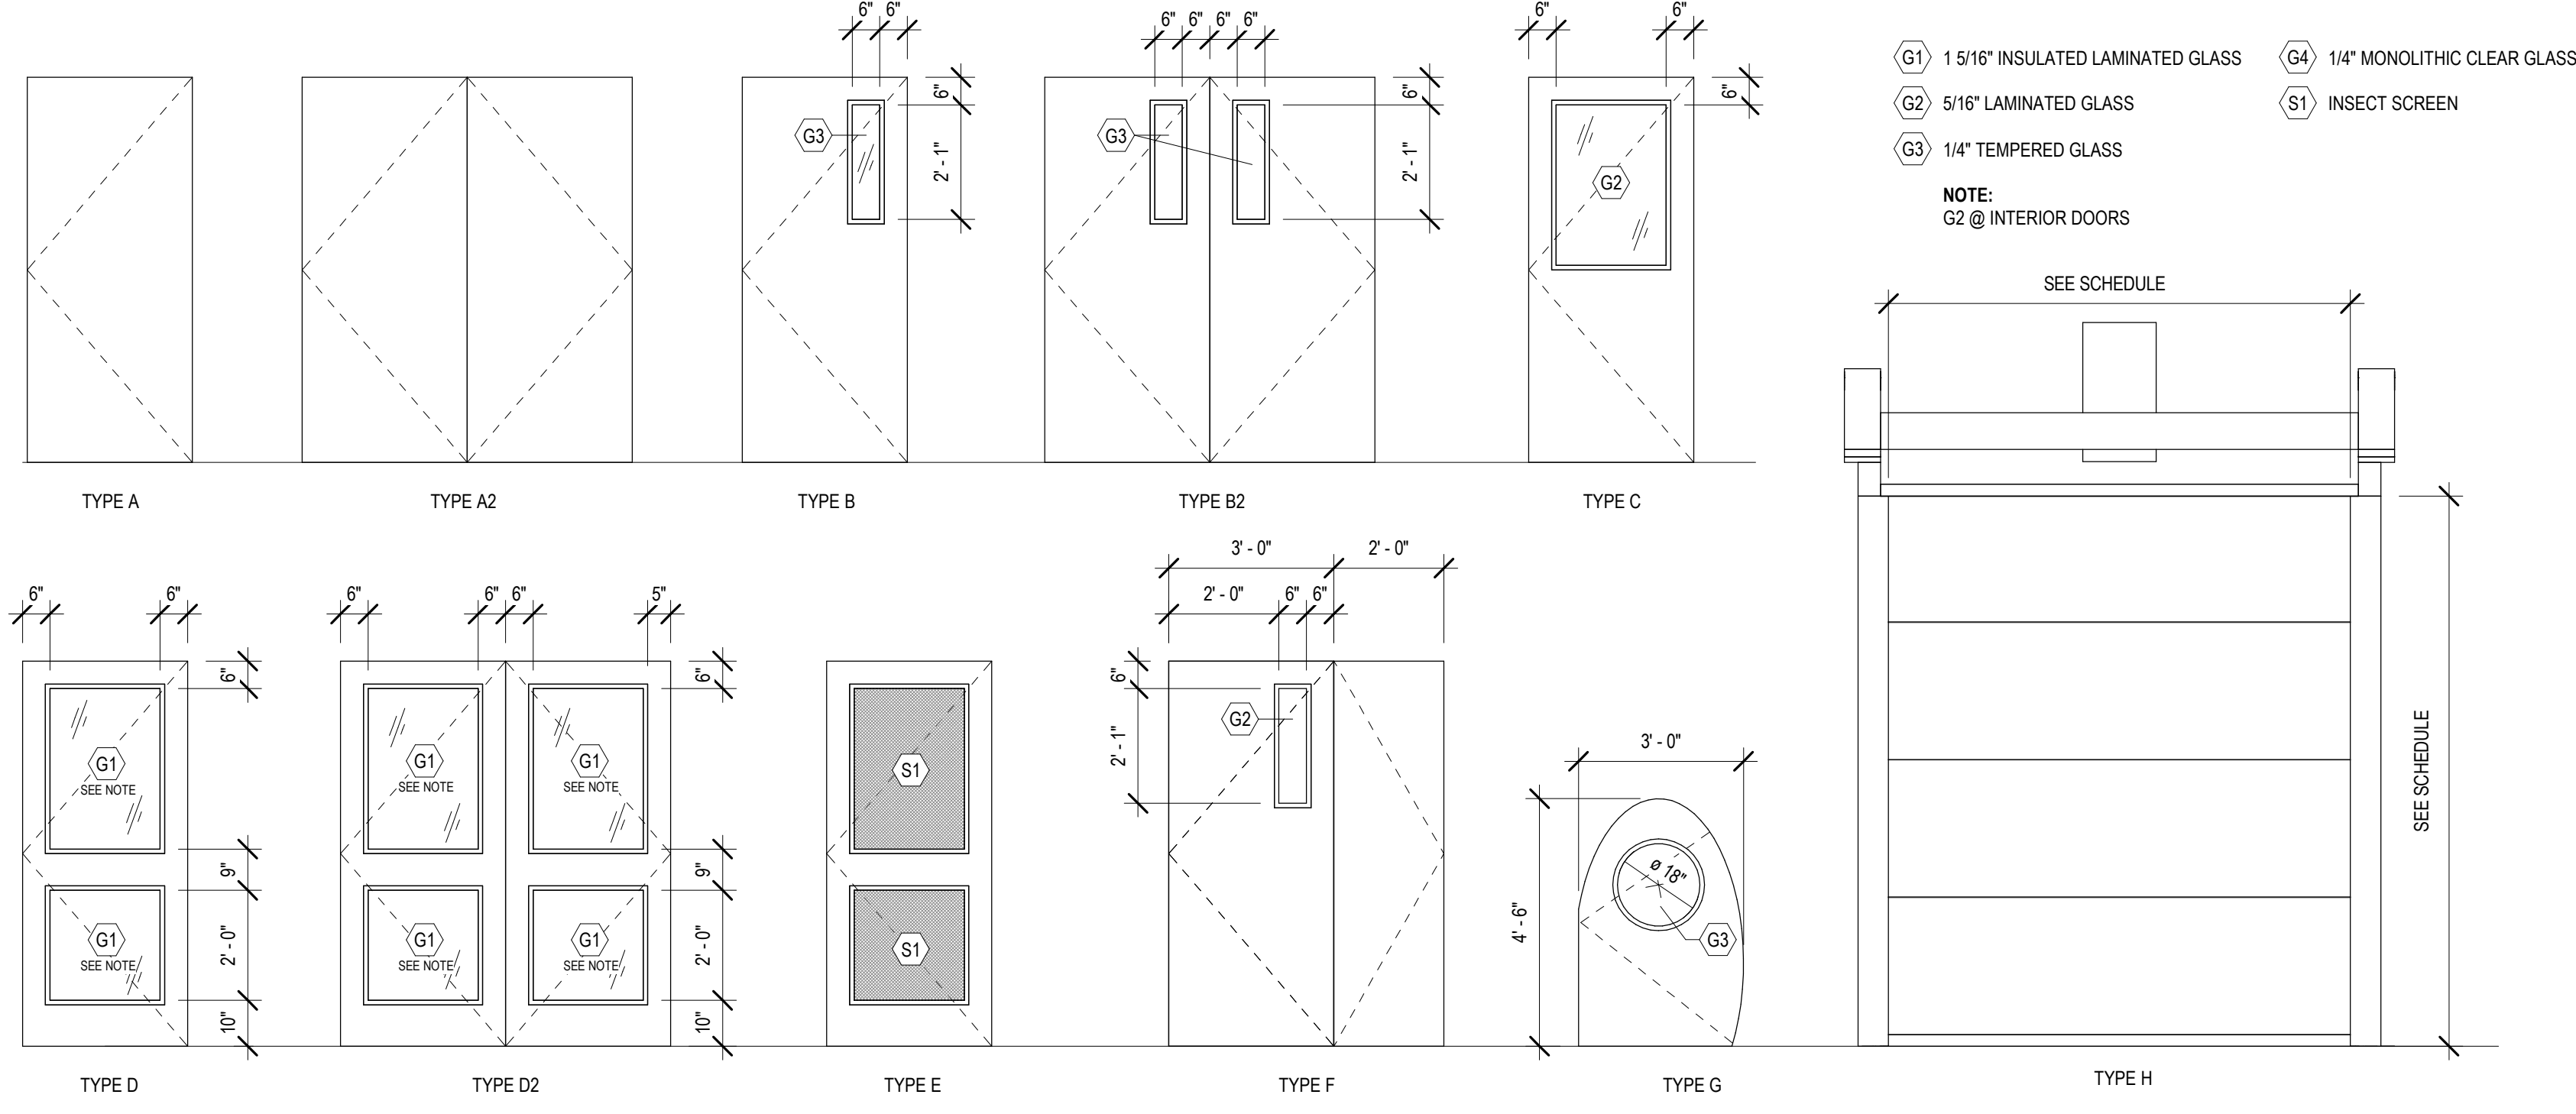 6" 6"
6" 6" 6" 6"
6" 6"
G1 1 5/16" INSULATED LAMINATED GLASS
G2 5/16" LAMINATED GLASS
G3 1/4" TEMPERED GLASS
G4 1/4" MONOLITHIC CLEAR GLASS
S1 INSECT SCREEN
NOTE:
G2 @ INTERIOR DOORS
G3
6"
2' - 1"
G3
6"
2' - 1"
G2
6"
TYPE A
TYPE A2
TYPE B
TYPE B2
TYPE C
SEE SCHEDULE
SEE SCHEDULE
6" 6"
G1
SEE NOTE
G1
SEE NOTE
6"
9"
2' - 0"
10"
6" 6" 6" 5"
G1
SEE NOTE
G1
SEE NOTE
G1
SEE NOTE
G1
SEE NOTE
6"
9"
2' - 0"
10"
S1
S1
3' - 0" 2' - 0"
2' - 0" 6" 6"
6"
2' - 1"
G2
3' - 0"
4' - 6"
ø 18"
G3
TYPE D
TYPE D2
TYPE E
TYPE F
TYPE G
TYPE H